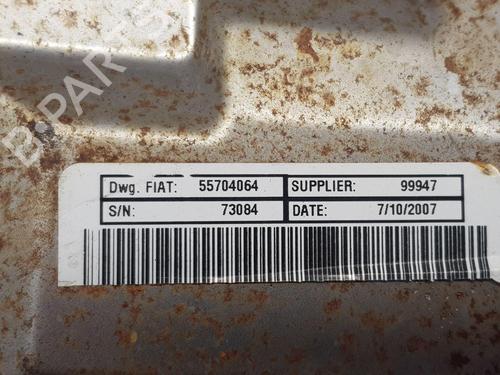 B-PARTS
Dwg. FIAT: 55704064 SUPPLIER: 99947
S/N: 73084 DATE: 7/10/2007